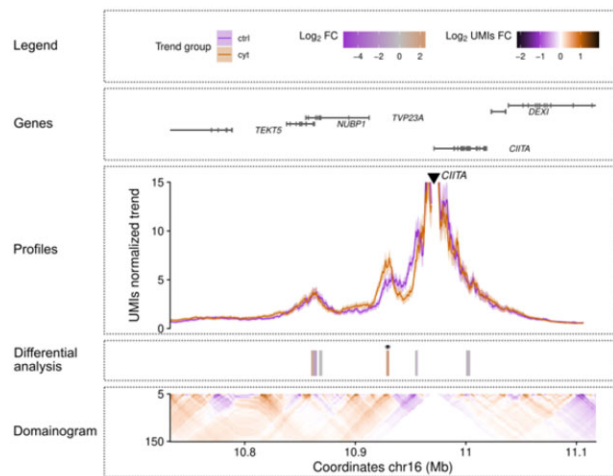 Legend
Trend group
ctrl
cyt
Log2 FC
−4 −2 0 2
Log2 UMIs FC
−2 −1 0 1 2
Genes
DEXI
NUBP1 TVP23A
TEKT5
CIITA
Profiles
CIITA
UMIs normalized trend
15
10
5
0
Differential
analysis
*
Domainogram
5
150
10.8 10.9 11 11.1
Coordinates chr16 (Mb)